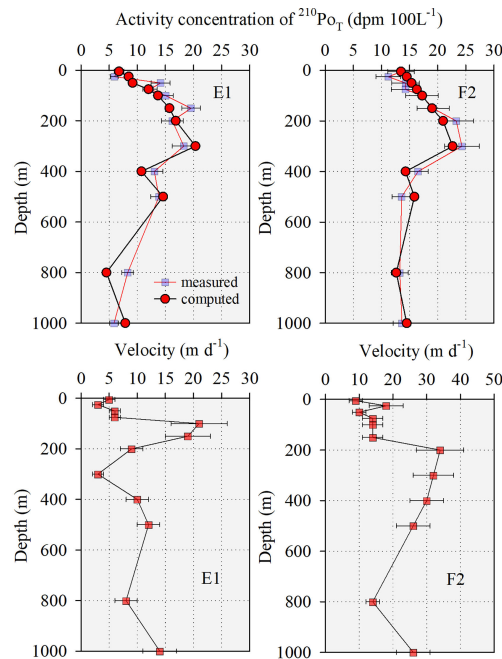 Activity concentration of ²¹⁰Po_T (dpm 100L⁻¹)
0 5 10 15 20 25 30
0 5 10 15 20 25 30
0
200
400
600
800
1000
Depth (m)
E1
measured
computed
0
200
400
600
800
1000
Depth (m)
F2
Velocity (m d⁻¹)
Velocity (m d⁻¹)
0 10 20 30
0 10 20 30 40 50
0
200
400
600
800
1000
Depth (m)
E1
0
200
400
600
800
1000
Depth (m)
F2